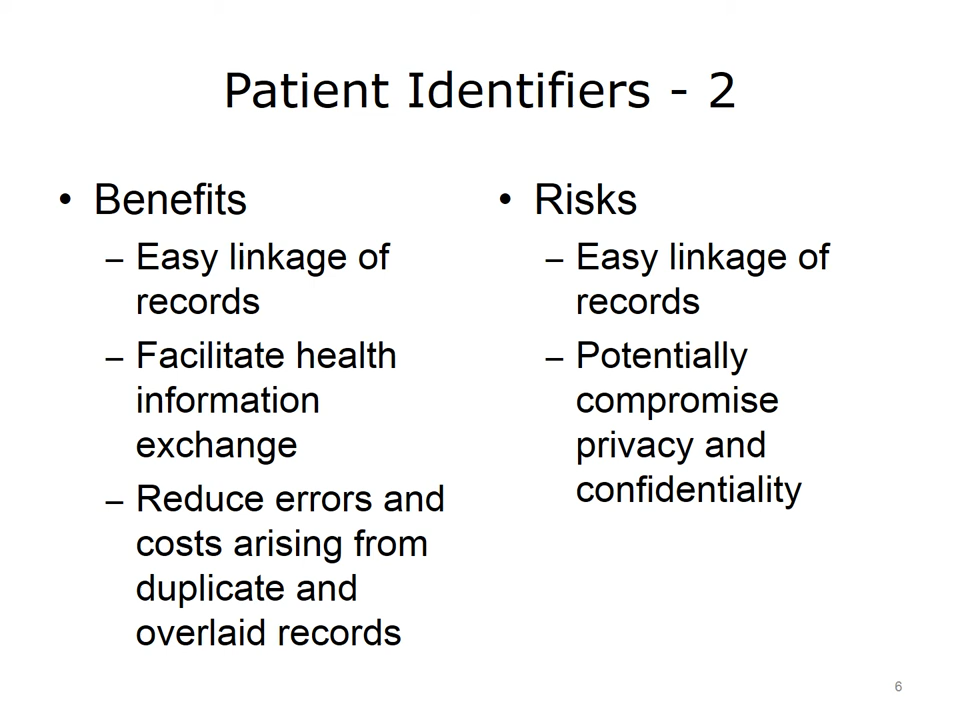 Patient Identifiers - 2
• Benefits
– Easy linkage of
records
– Facilitate health
information
exchange
– Reduce errors and
costs arising from
duplicate and
overlaid records
• Risks
– Easy linkage of
records
– Potentially
compromise
privacy and
confidentiality
6